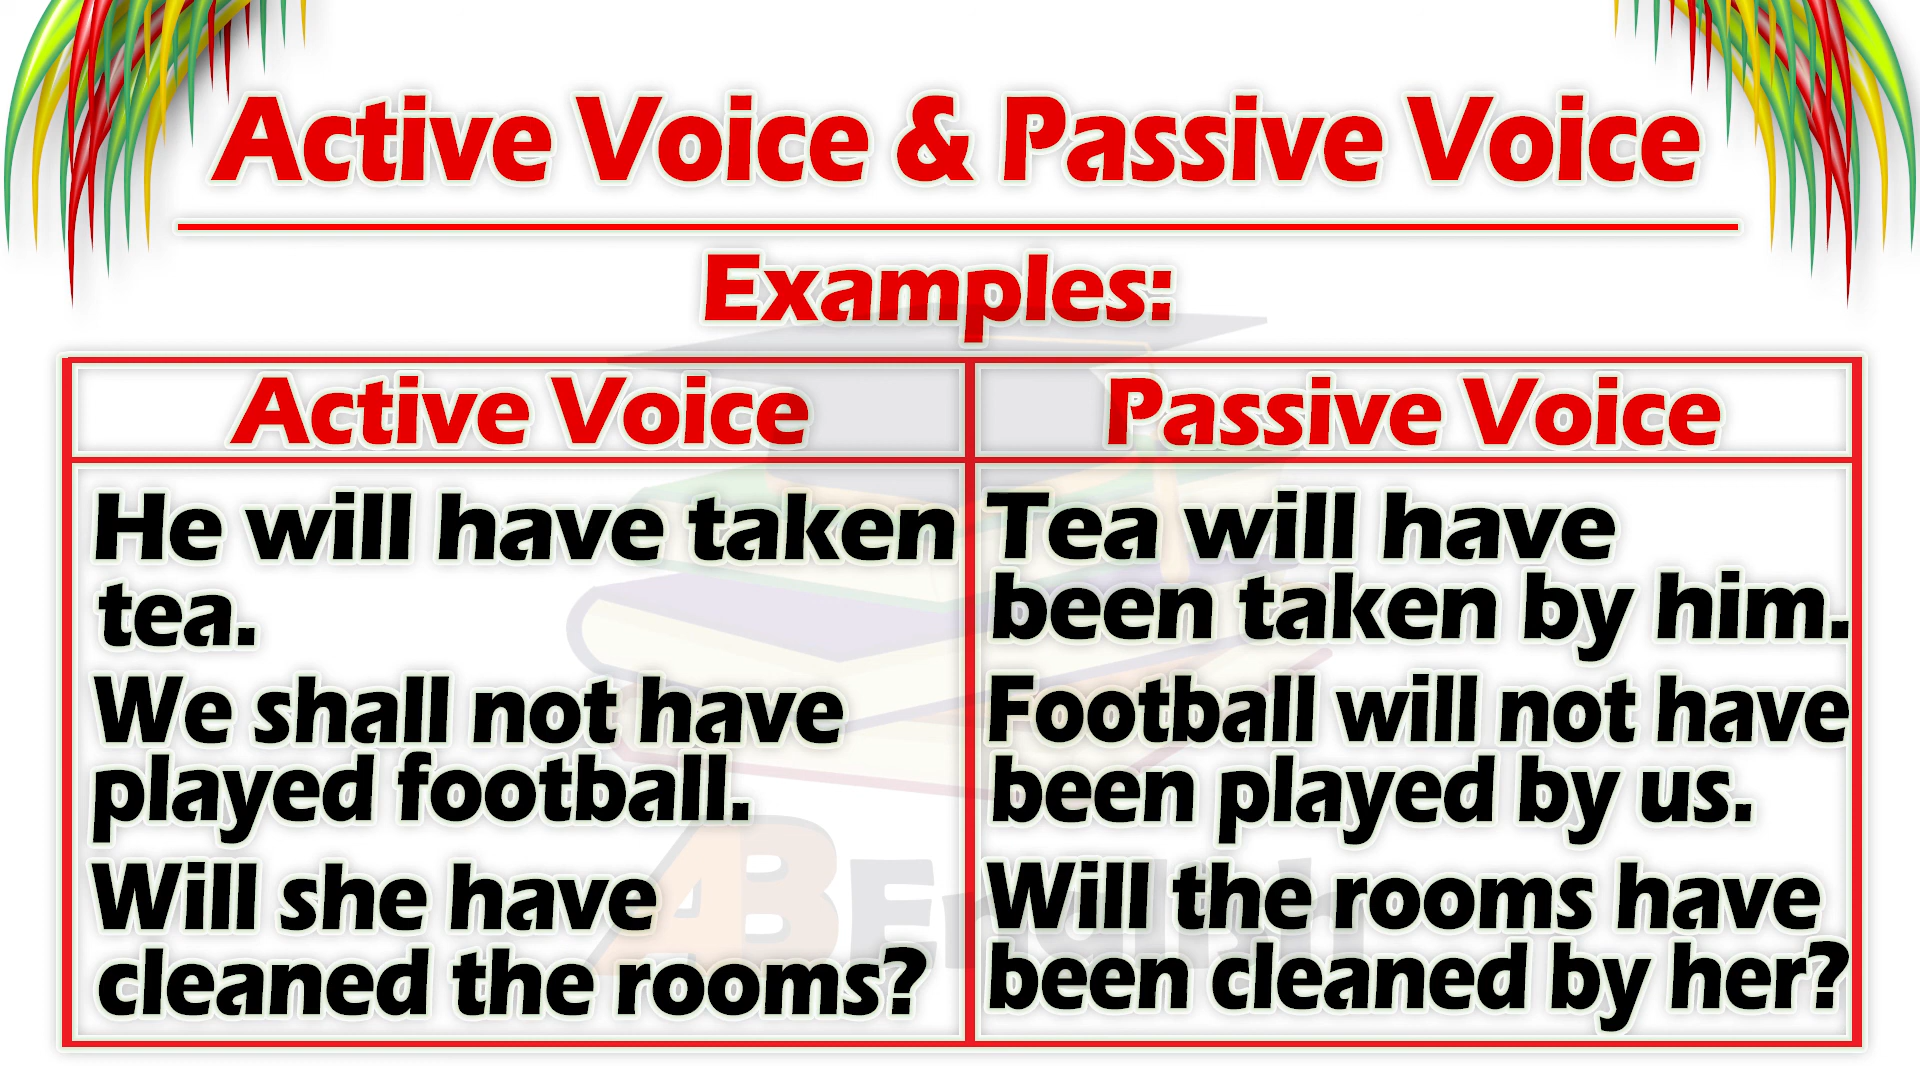 Active Voice & Passive Voice
Examples:
Active Voice
Passive Voice
He will have taken
tea.
Tea will have
been taken by him.
We shall not have
played football.
Football will not have
been played by us.
Will she have
cleaned the rooms?
Will the rooms have
been cleaned by her?
AB English